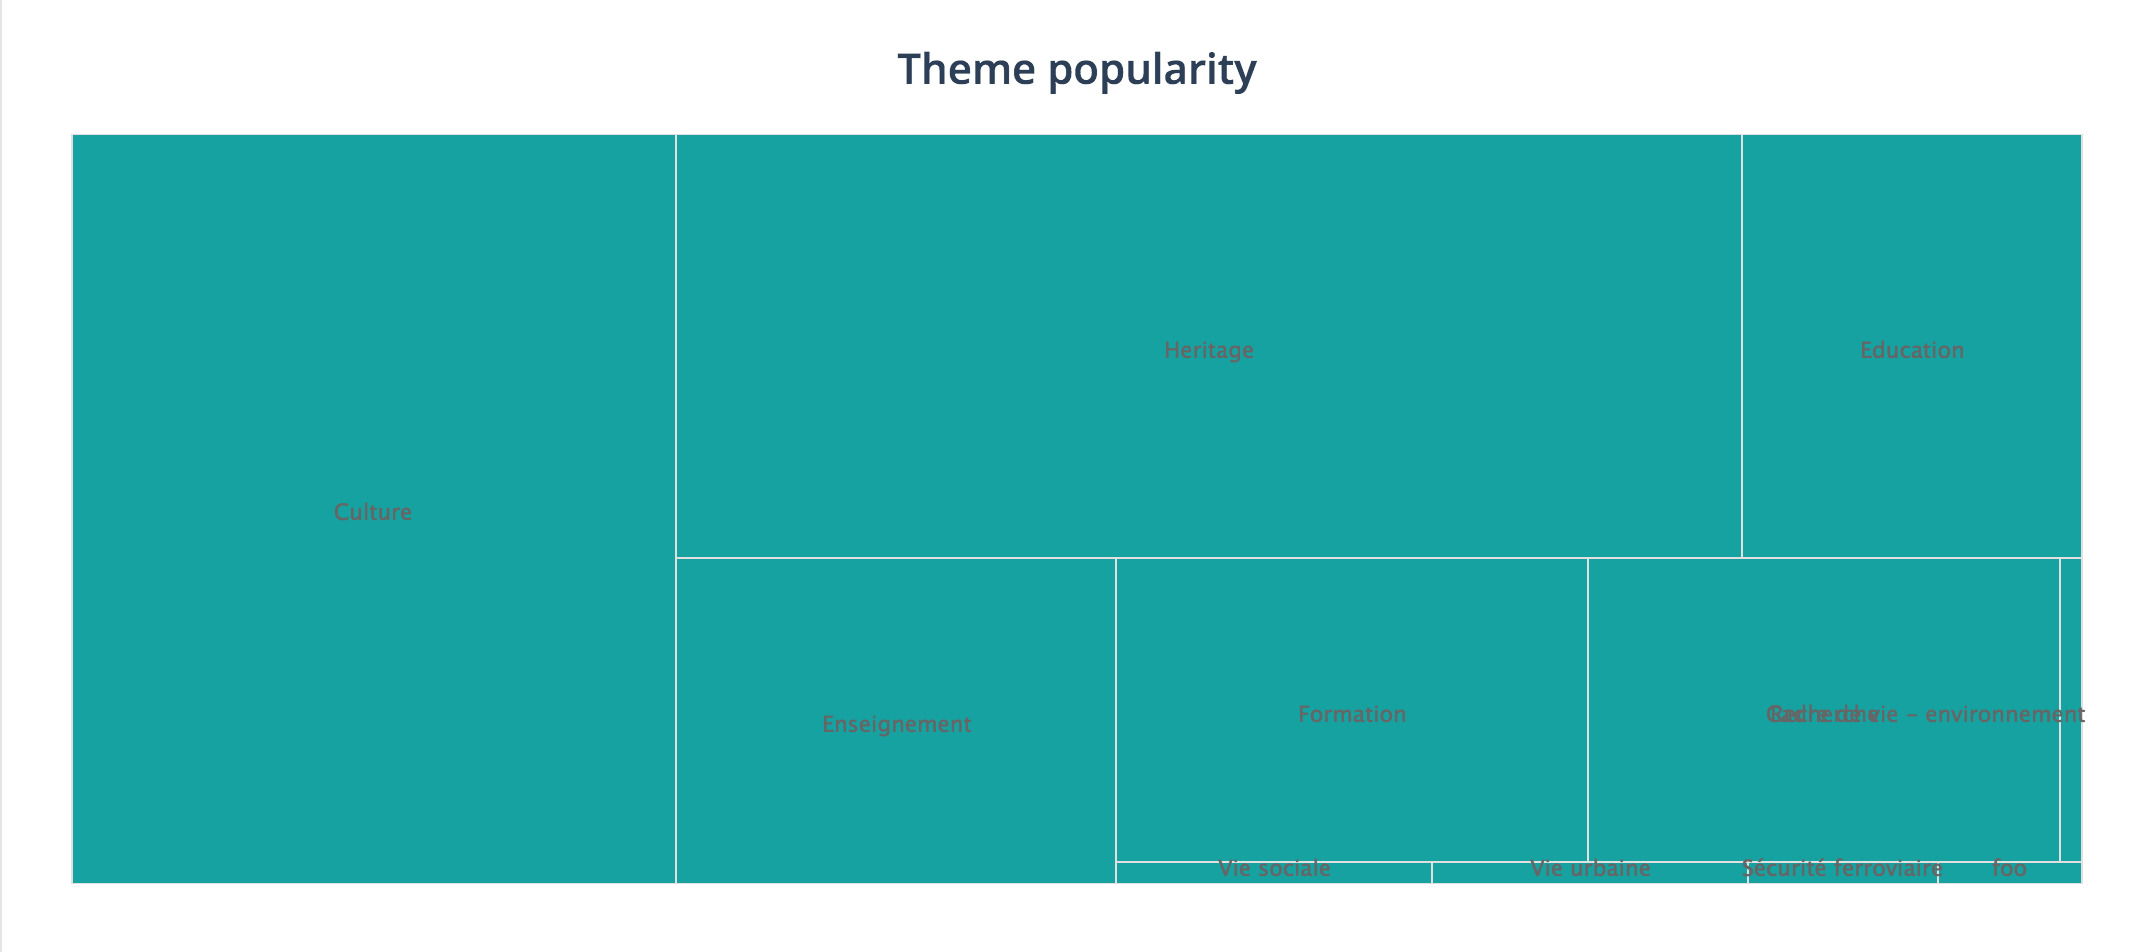 Theme popularity
Heritage
Education
Culture
Formation
Recherche
Cadre de vie – environnement
Enseignement
Vie sociale
Vie urbaine
Sécurité ferroviaire
foo